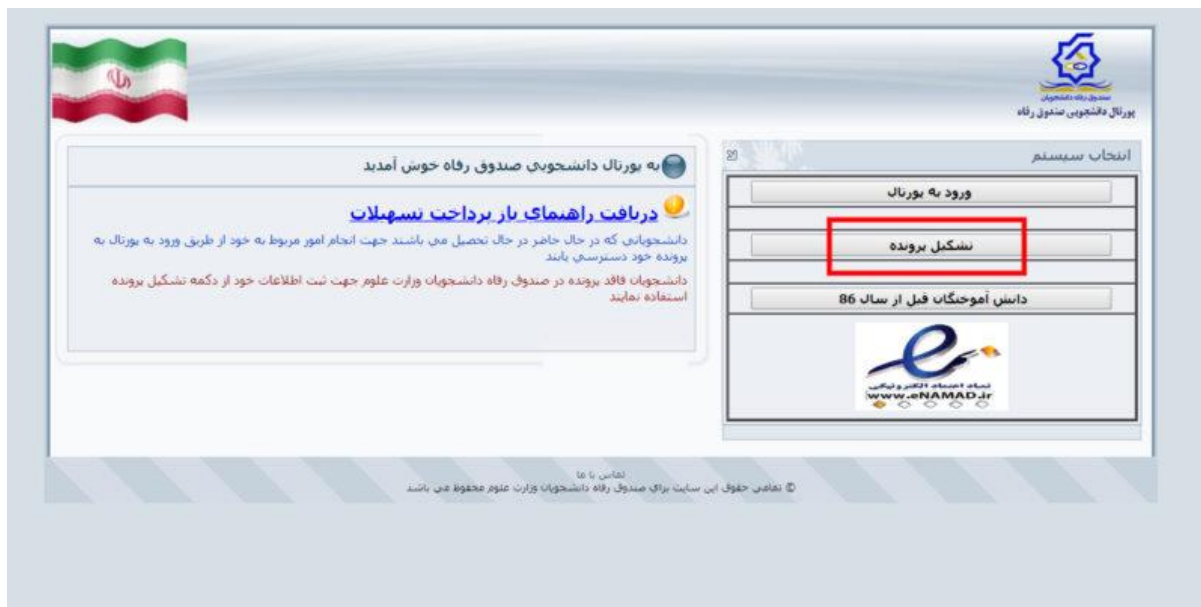 صندوق رفاه دانشجویان
پورتال دانشجویی صندوق رفاه
انتخاب سیستم
ورود به پورتال
تشکیل پرونده
دانش آموختگان قبل از سال 86
نماد اعتماد الکترونیکی
www.eNAMAD.ir
به پورتال دانشجویی صندوق رفاه خوش آمدید
دریافت راهنمای باز پرداخت تسهیلات
دانشجویانی که در حال حاضر در حال تحصیل می باشند جهت انجام امور مربوط به خود از طریق ورود به پورتال به
پرونده خود دسترسی یابند
دانشجویان فاقد پرونده در صندوق رفاه دانشجویان وزارت علوم جهت ثبت اطلاعات خود از دکمه تشکیل پرونده
استفاده نمایند
تماس با ما
© تمامی حقوق این سایت برای صندوق رفاه دانشجویان وزارت علوم محفوظ می باشد